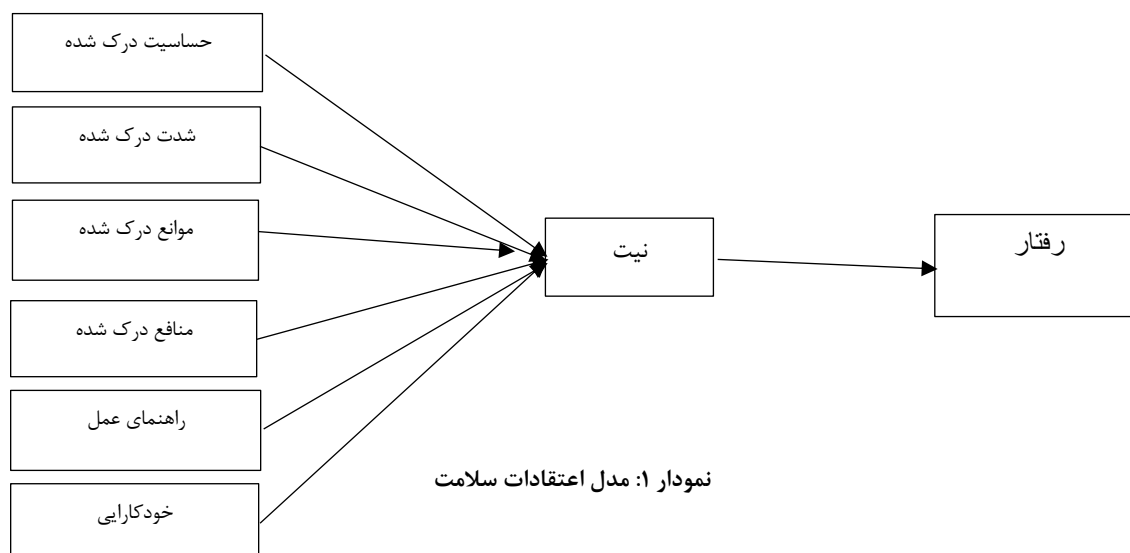 حساسیت درک شده
شدت درک شده
موانع درک شده
منافع درک شده
راهنمای عمل
خودکارایی
نیت
رفتار
نمودار ۱: مدل اعتقادات سلامت